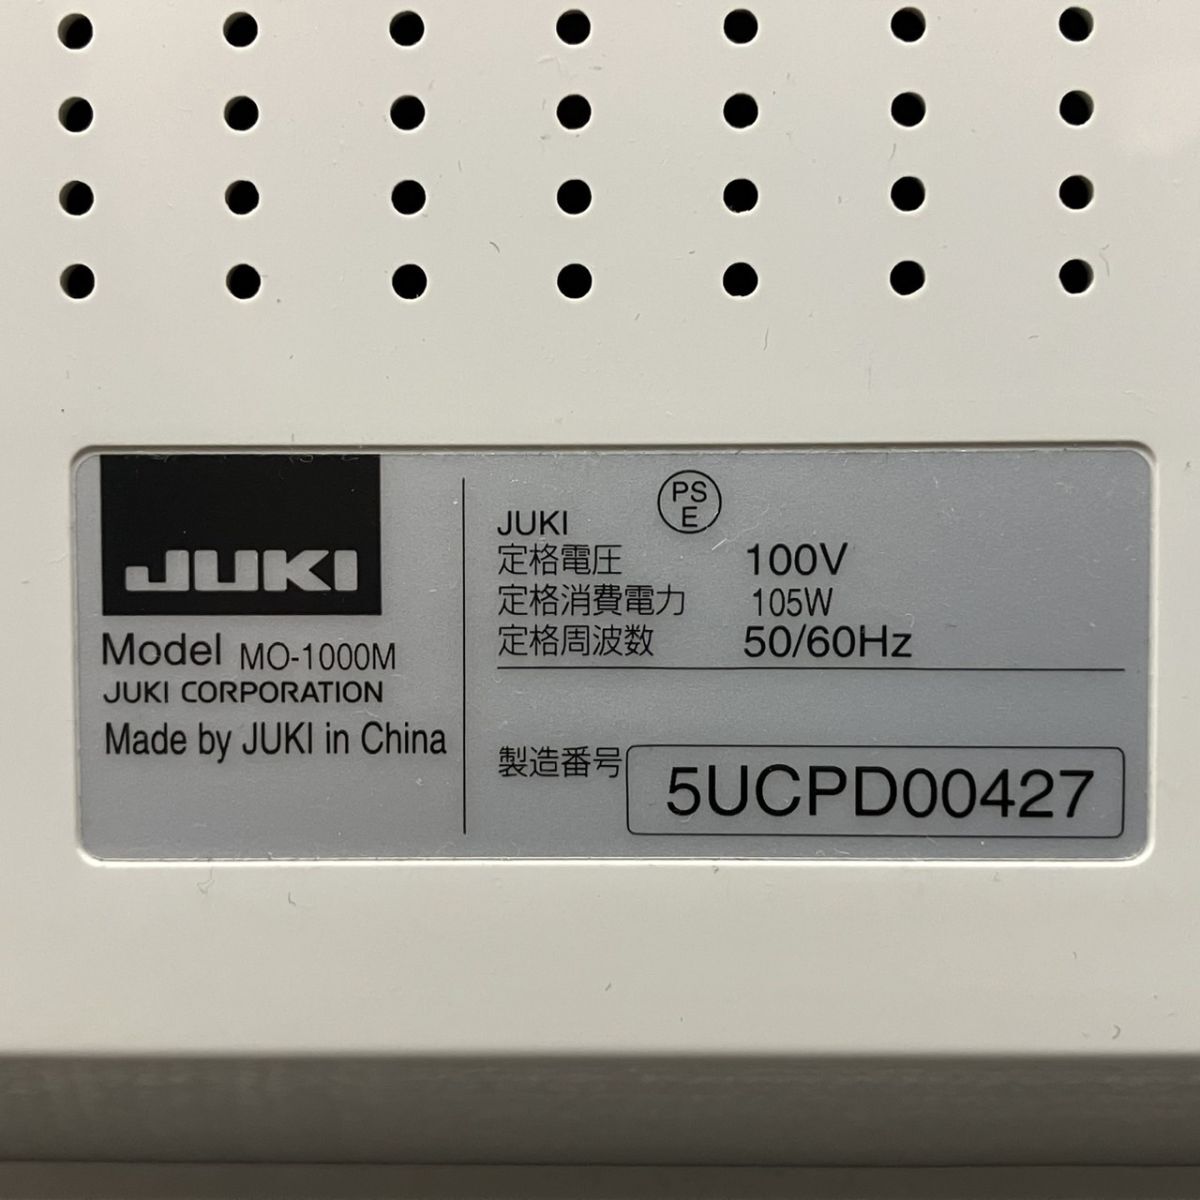 JUKI
Model MO-1000M
JUKI CORPORATION
Made by JUKI in China
PS
E
JUKI
定格電圧 100V
定格消費電力 105W
定格周波数 50/60Hz
製造番号 5UCPD00427